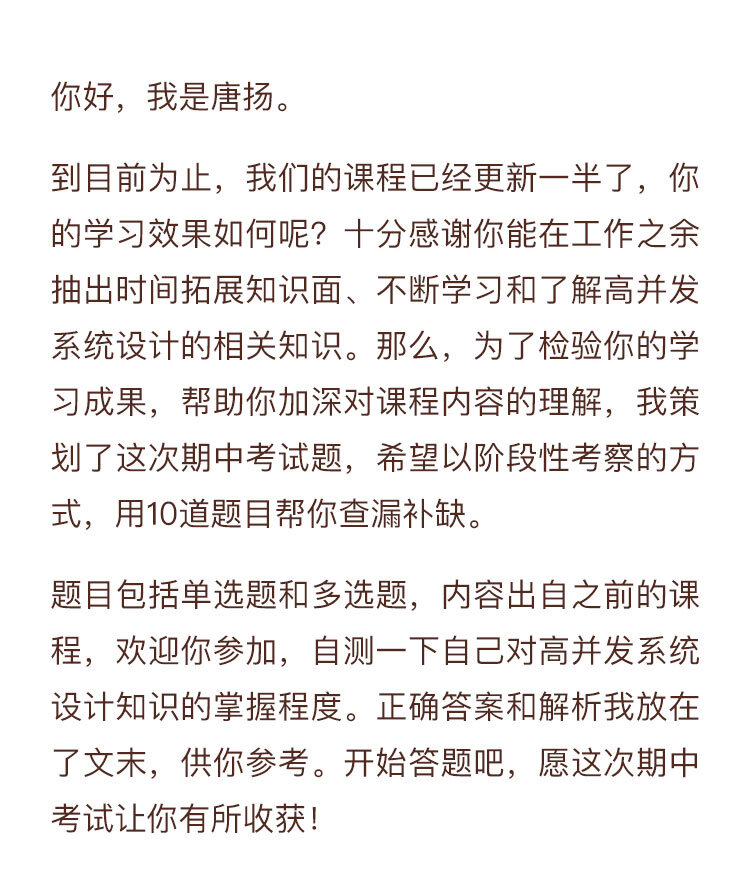 你好，我是唐扬。
到目前为止，我们的课程已经更新一半了，你
的学习效果如何呢？十分感谢你能在工作之余
抽出时间拓展知识面、不断学习和了解高并发
系统设计的相关知识。那么，为了检验你的学
习成果，帮助你加深对课程内容的理解，我策
划了这次期中考试题，希望以阶段性考察的方
式，用10道题目帮你查漏补缺。
题目包括单选题和多选题，内容出自之前的课
程，欢迎你参加，自测一下自己对高并发系统
设计知识的掌握程度。正确答案和解析我放在
了文末，供你参考。开始答题吧，愿这次期中
考试让你有所收获！